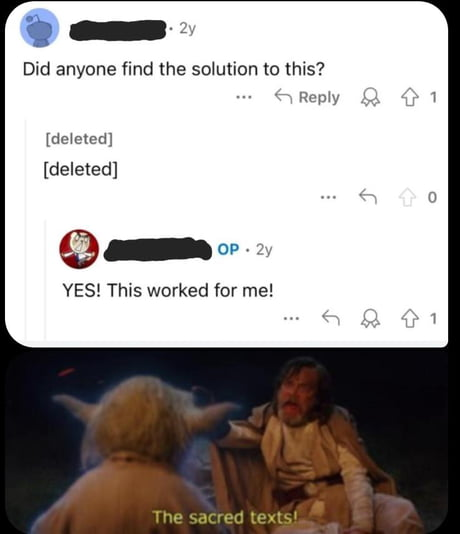 · 2y
Did anyone find the solution to this?
... Reply 1
[deleted]
[deleted]
... 0
OP · 2y
YES! This worked for me!
... 1
The sacred texts!